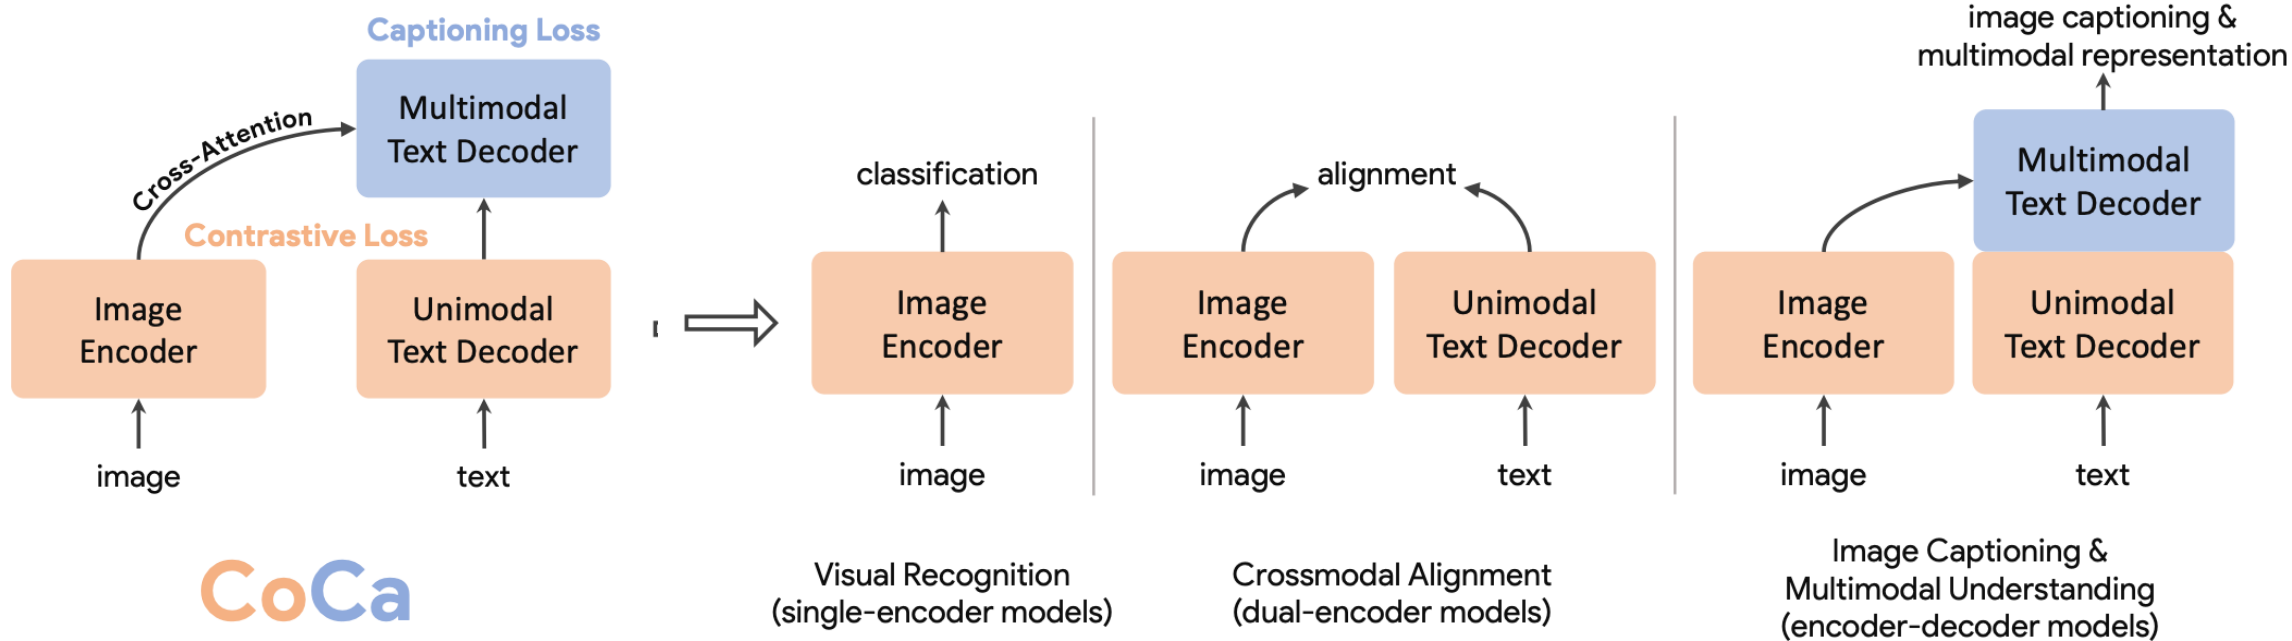 Captioning Loss
Multimodal
Text Decoder
Cross-Attention
Contrastive Loss
Image
Encoder
Unimodal
Text Decoder
image
text
CoCa
classification
Image
Encoder
image
Visual Recognition
(single-encoder models)
alignment
Image
Encoder
Unimodal
Text Decoder
image
text
Crossmodal Alignment
(dual-encoder models)
image captioning &
multimodal representation
Multimodal
Text Decoder
Image
Encoder
Unimodal
Text Decoder
image
text
Image Captioning &
Multimodal Understanding
(encoder-decoder models)